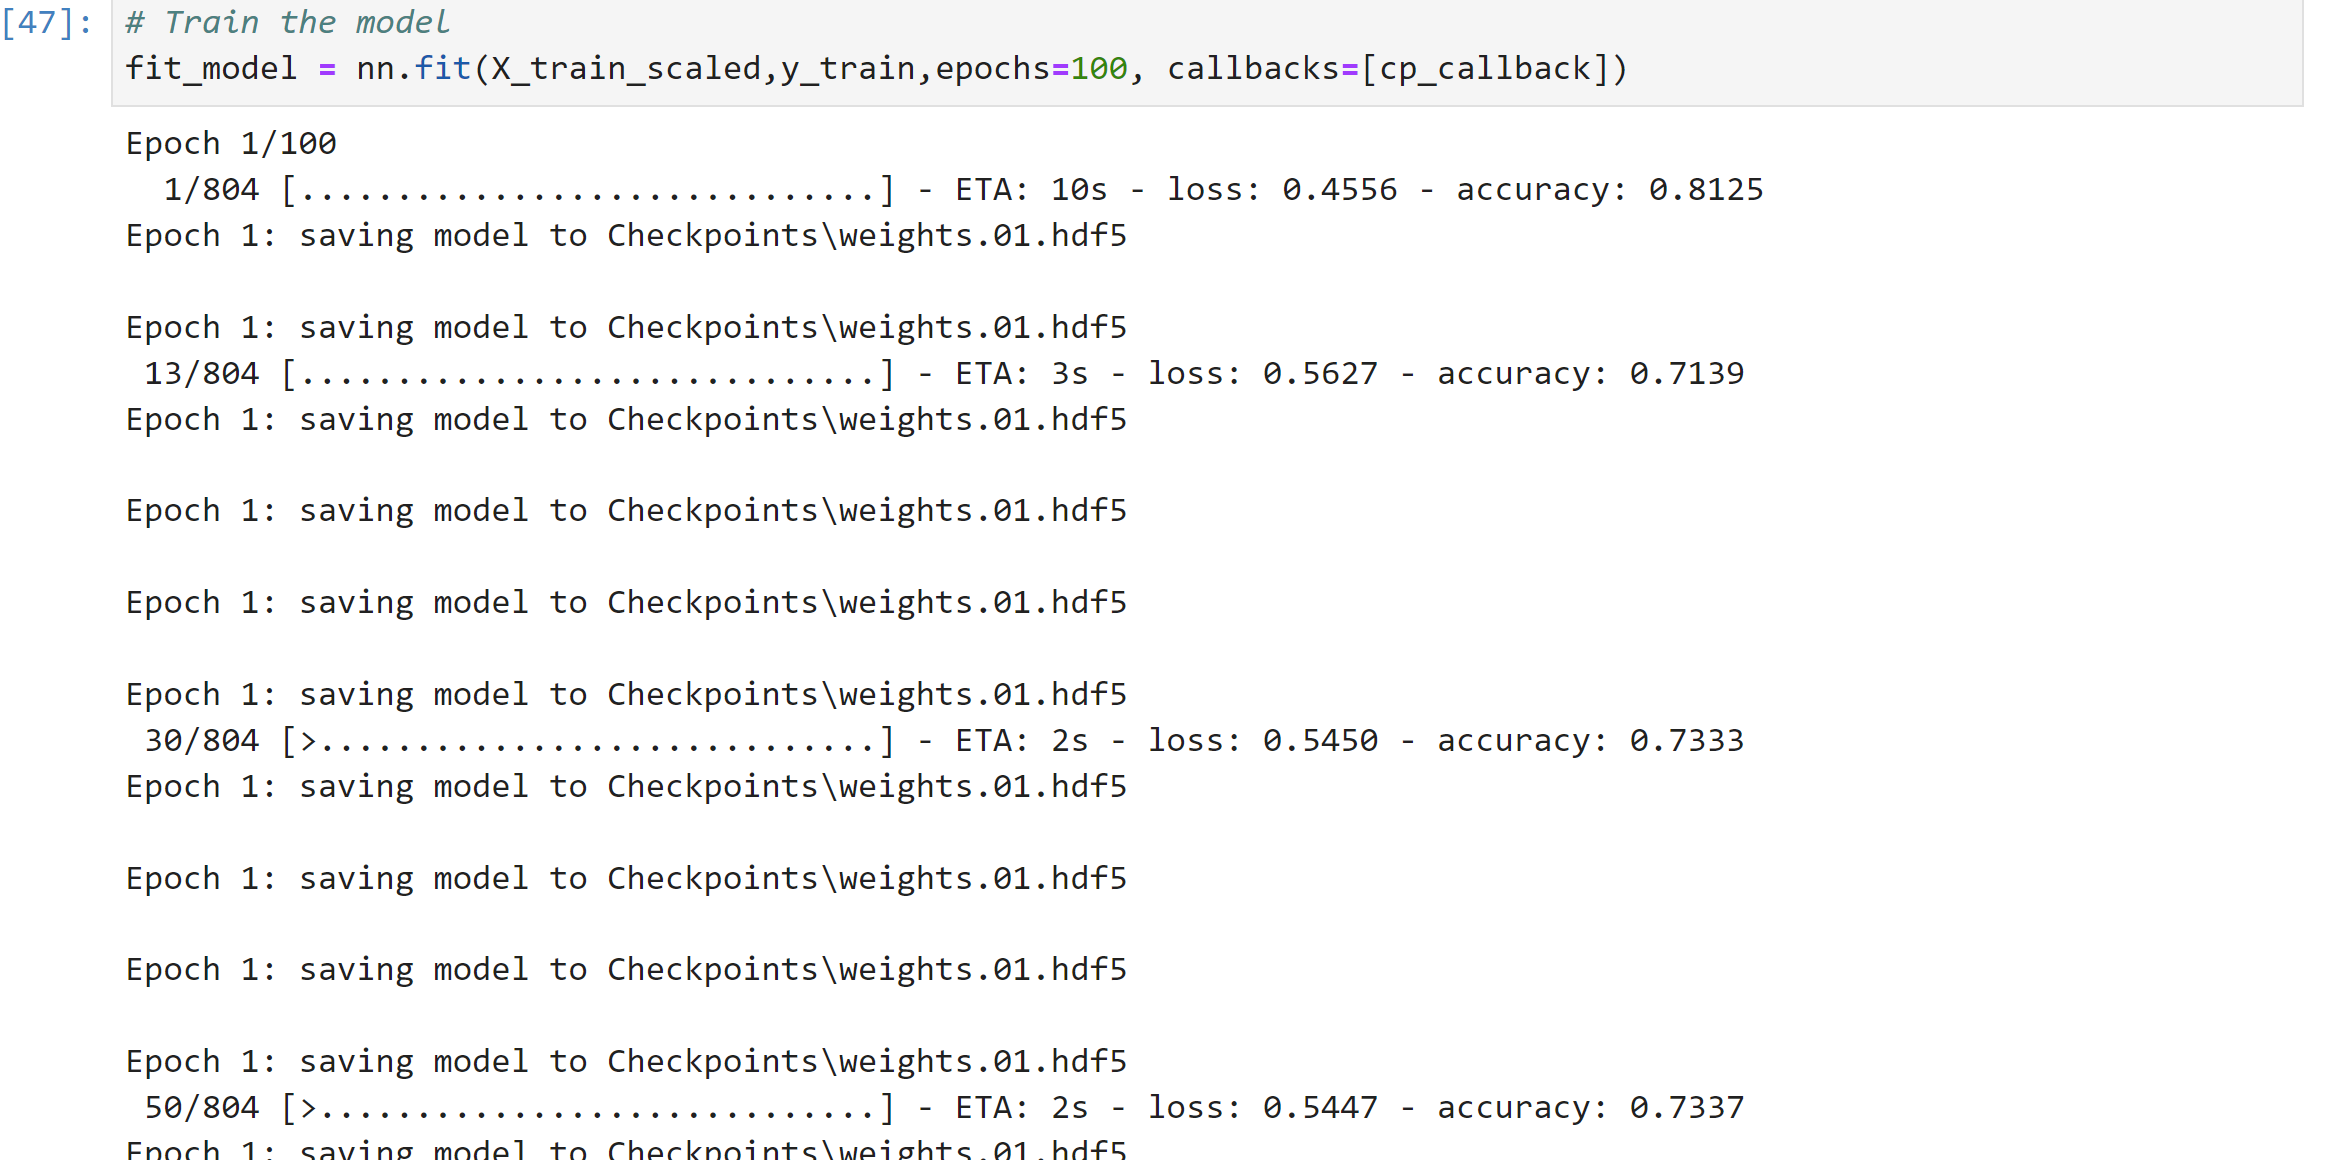 [47]: # Train the model
fit_model = nn.fit(X_train_scaled,y_train,epochs=100, callbacks=[cp_callback])
Epoch 1/100
1/804 [..............................] - ETA: 10s - loss: 0.4556 - accuracy: 0.8125
Epoch 1: saving model to Checkpoints\weights.01.hdf5
Epoch 1: saving model to Checkpoints\weights.01.hdf5
13/804 [..............................] - ETA: 3s - loss: 0.5627 - accuracy: 0.7139
Epoch 1: saving model to Checkpoints\weights.01.hdf5
Epoch 1: saving model to Checkpoints\weights.01.hdf5
Epoch 1: saving model to Checkpoints\weights.01.hdf5
Epoch 1: saving model to Checkpoints\weights.01.hdf5
30/804 [>.............................] - ETA: 2s - loss: 0.5450 - accuracy: 0.7333
Epoch 1: saving model to Checkpoints\weights.01.hdf5
Epoch 1: saving model to Checkpoints\weights.01.hdf5
Epoch 1: saving model to Checkpoints\weights.01.hdf5
Epoch 1: saving model to Checkpoints\weights.01.hdf5
50/804 [>.............................] - ETA: 2s - loss: 0.5447 - accuracy: 0.7337
Epoch 1: saving model to Checkpoints\weights.01.hdf5